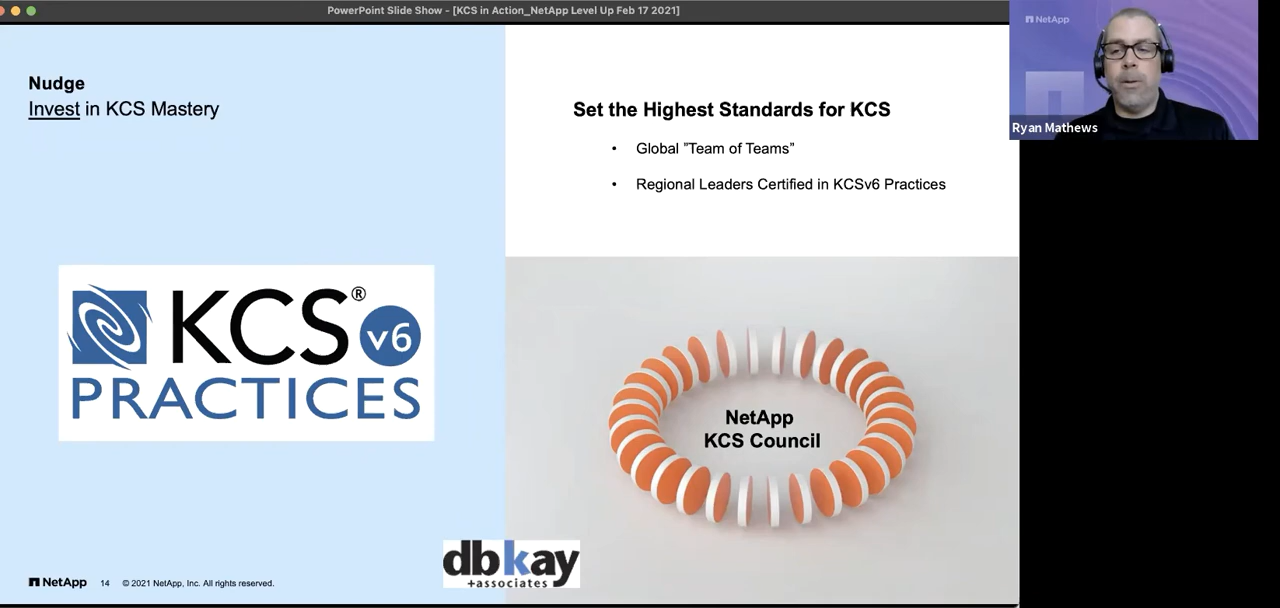 PowerPoint Slide Show - [KCS in Action_NetApp Level Up Feb 17 2021]
NetApp
Ryan Mathews
Nudge
Invest in KCS Mastery
Set the Highest Standards for KCS
• Global "Team of Teams”
• Regional Leaders Certified in KCSv6 Practices
KCS® v6
PRACTICES
NetApp
KCS Council
dbkay
+associates
NetApp 14 © 2021 NetApp, Inc. All rights reserved.